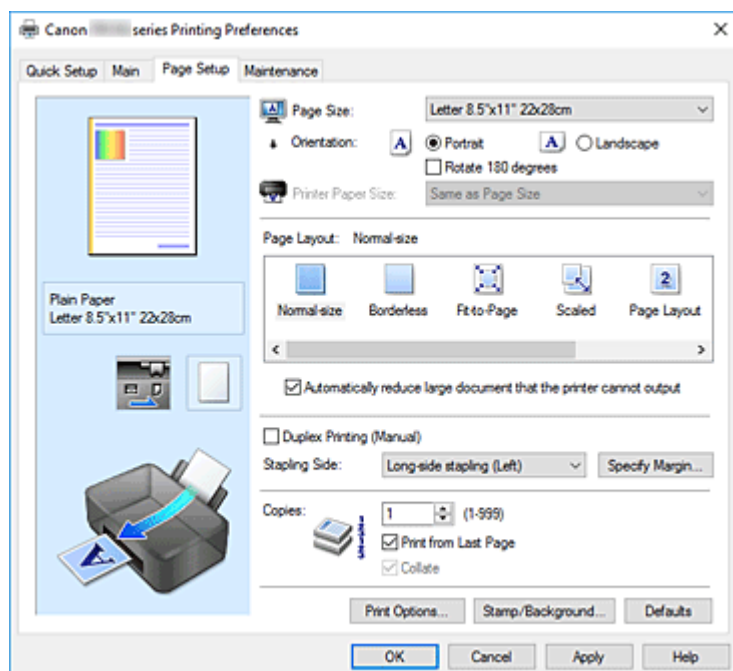 Canon series Printing Preferences
Quick Setup Main Page Setup Maintenance
Page Size: Letter 8.5"x11" 22x28cm
Orientation: A Portrait A Landscape
Rotate 180 degrees
Printer Paper Size: Same as Page Size
Page Layout: Normal-size
2
Normal-size Borderless Fit-to-Page Scaled Page Layout
Plain Paper
Letter 8.5"x11" 22x28cm
Automatically reduce large document that the printer cannot output
Duplex Printing (Manual)
Stapling Side: Long-side stapling (Left) Specify Margin...
Copies: 1 (1-999)
Print from Last Page
Collate
A
Print Options... Stamp/Background... Defaults
OK Cancel Apply Help